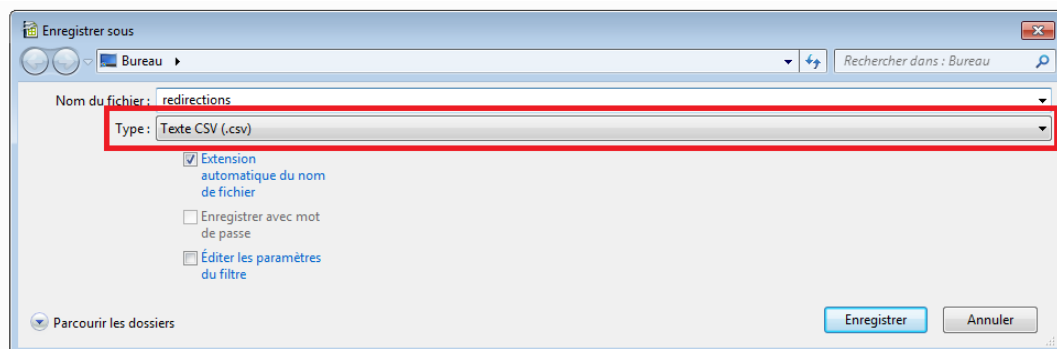 Enregistrer sous
Bureau
Rechercher dans : Bureau
Nom du fichier : redirections
Type : Texte CSV (.csv)
Extension
automatique du nom
de fichier
Enregistrer avec mot
de passe
Éditer les paramètres
du filtre
Parcourir les dossiers
Enregistrer
Annuler